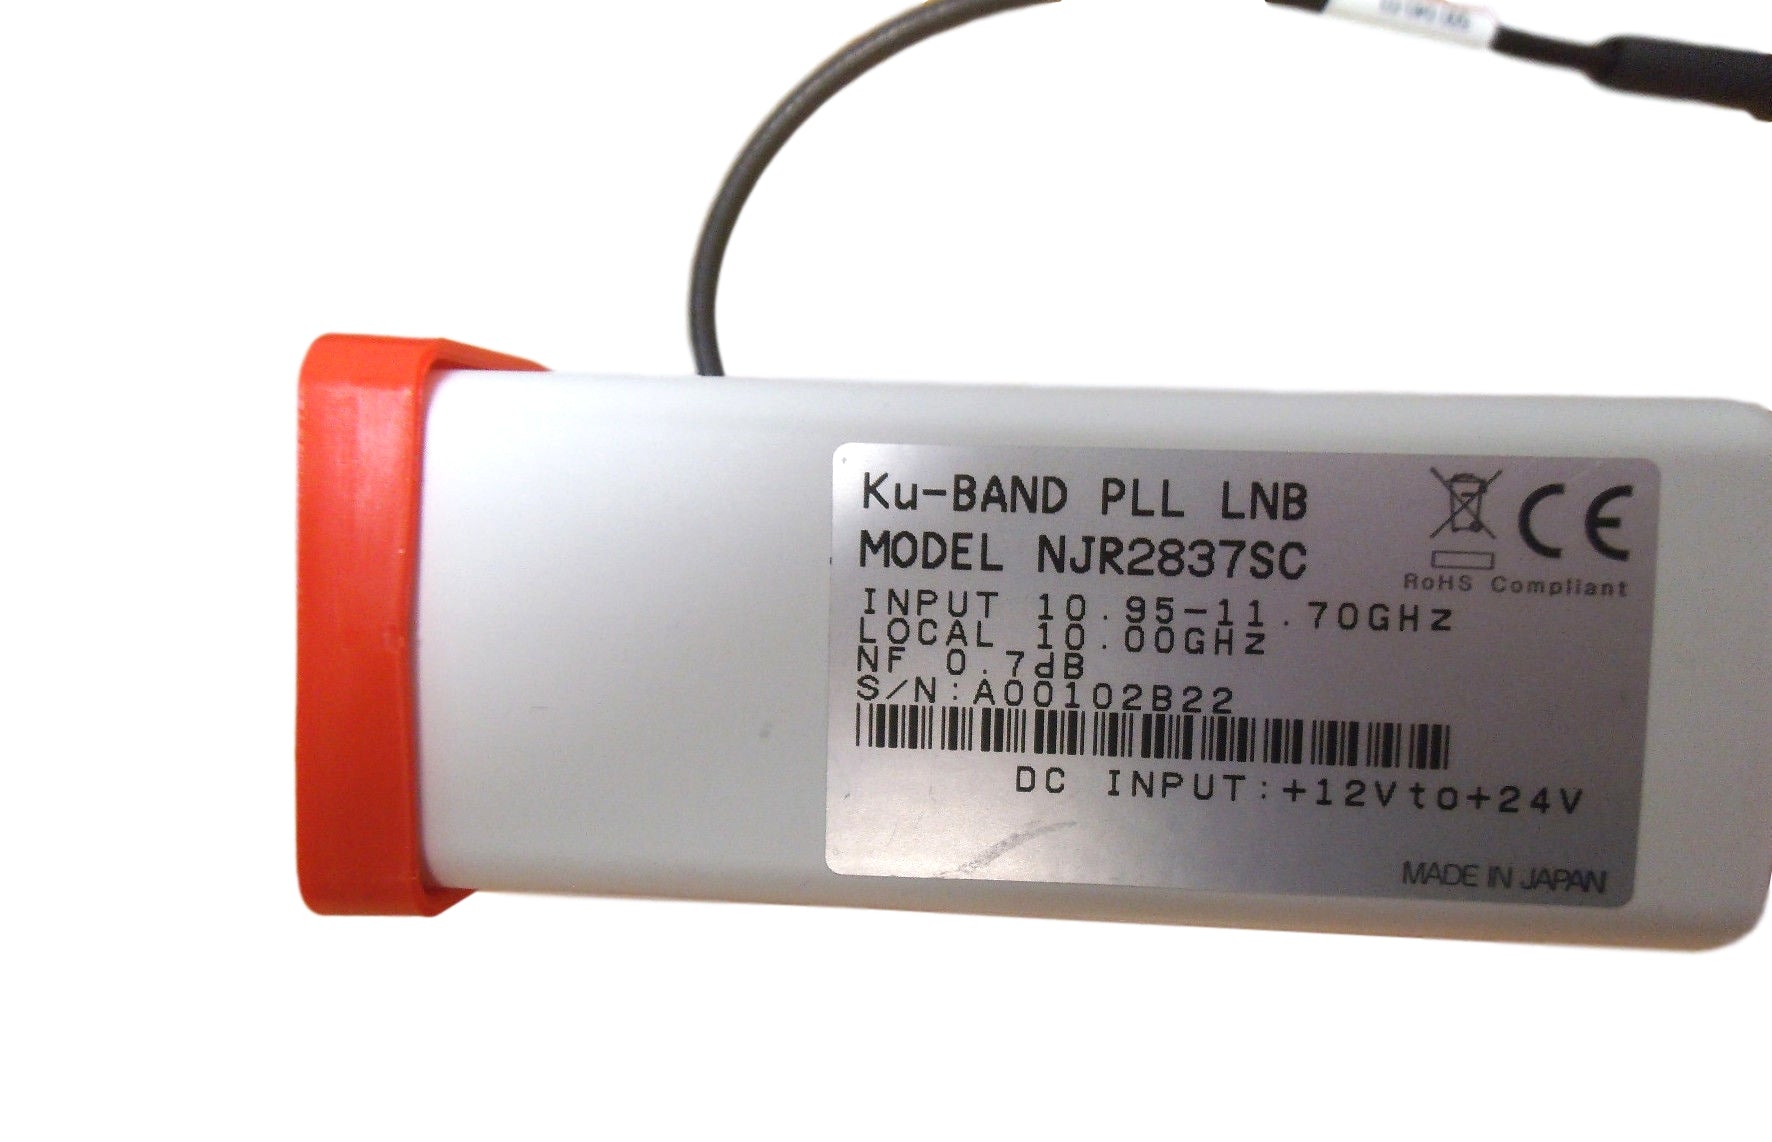 Ku-BAND PLL LNB
MODEL NJR2837SC
CE
RoHS Compliant
INPUT 10.95-11.70GHz
LOCAL 10.00GHz
NF 0.7dB
S/N:A00102B22
DC INPUT:+12Vto+24V
MADE IN JAPAN